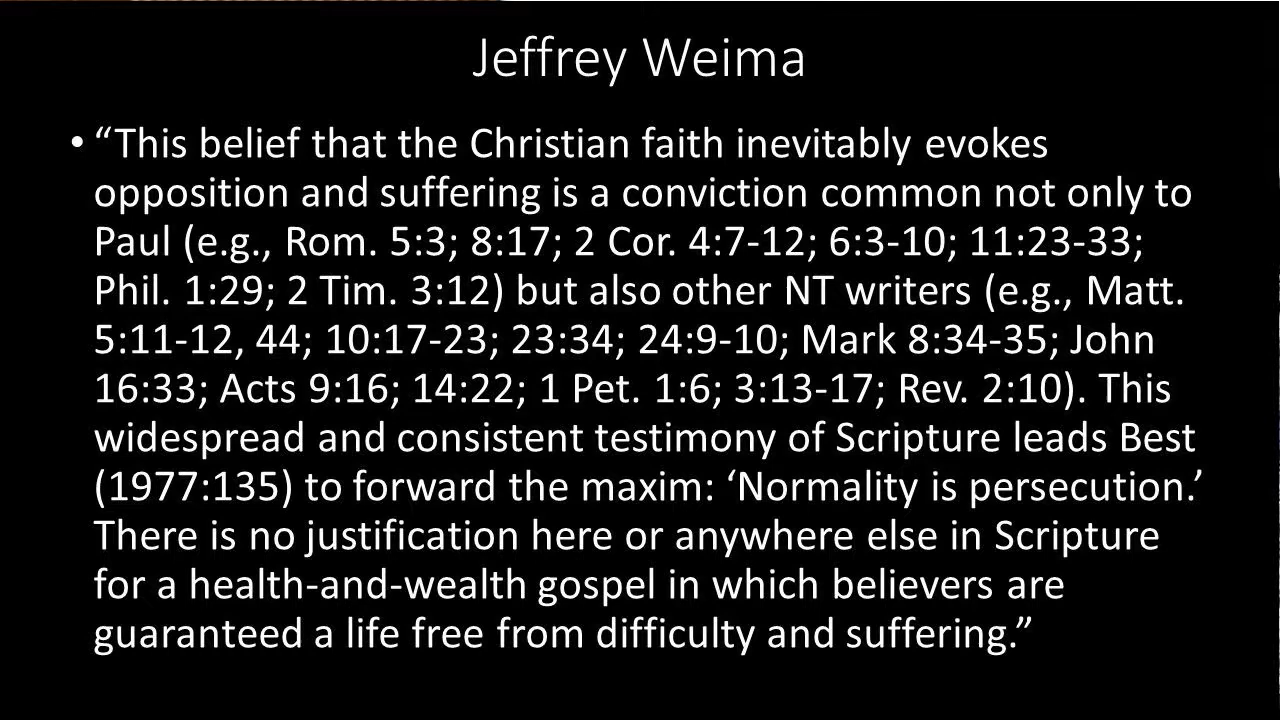 Jeffrey Weima
• “This belief that the Christian faith inevitably evokes
opposition and suffering is a conviction common not only to
Paul (e.g., Rom. 5:3; 8:17; 2 Cor. 4:7-12; 6:3-10; 11:23-33;
Phil. 1:29; 2 Tim. 3:12) but also other NT writers (e.g., Matt.
5:11-12, 44; 10:17-23; 23:34; 24:9-10; Mark 8:34-35; John
16:33; Acts 9:16; 14:22; 1 Pet. 1:6; 3:13-17; Rev. 2:10). This
widespread and consistent testimony of Scripture leads Best
(1977:135) to forward the maxim: ‘Normality is persecution.’
There is no justification here or anywhere else in Scripture
for a health-and-wealth gospel in which believers are
guaranteed a life free from difficulty and suffering.”